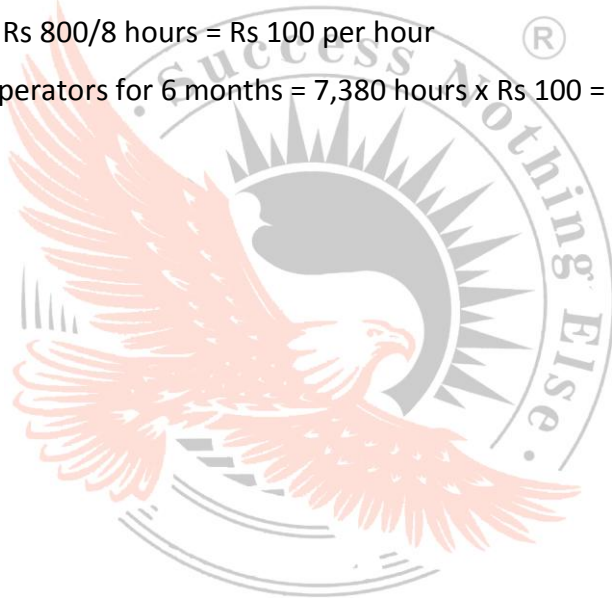 Rs 800/8 hours = Rs 100 per hour
perators for 6 months = 7,380 hours x Rs 100 =
· Success Nothing Else ·
®